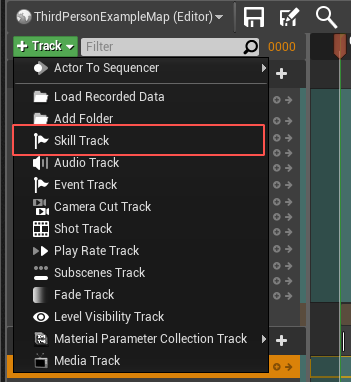 ThirdPersonExampleMap (Editor)
+ Track
Filter
0000
Actor To Sequencer
Load Recorded Data
Add Folder
Skill Track
Audio Track
Event Track
Camera Cut Track
Shot Track
Play Rate Track
Subscenes Track
Fade Track
Level Visibility Track
Material Parameter Collection Track
Media Track